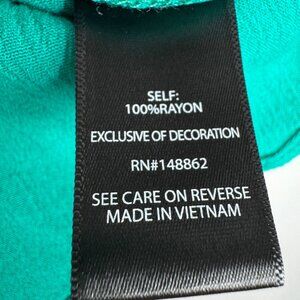 SELF:
100%RAYON
EXCLUSIVE OF DECORATION
RN#148862
SEE CARE ON REVERSE
MADE IN VIETNAM